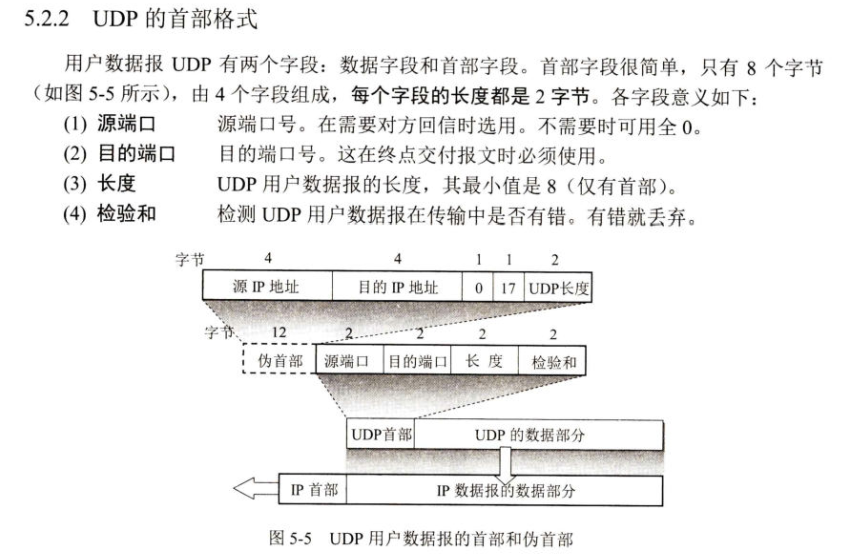 5.2.2 UDP 的首部格式
用户数据报 UDP 有两个字段：数据字段和首部字段。首部字段很简单，只有 8 个字节
（如图 5-5 所示），由 4 个字段组成，每个字段的长度都是 2 字节。各字段意义如下：
(1) 源端口 源端口号。在需要对方回信时选用。不需要时可用全 0。
(2) 目的端口 目的端口号。这在终点交付报文时必须使用。
(3) 长度 UDP 用户数据报的长度，其最小值是 8（仅有首部）。
(4) 检验和 检测 UDP 用户数据报在传输中是否有错。有错就丢弃。
字节 4 4 1 1 2
源 IP 地址 目的 IP 地址 0 17 UDP长度
字节 12 2 2 2 2
伪首部 源端口 目的端口 长 度 检验和
UDP首部 UDP 的数据部分
IP 首部 IP 数据报的数据部分
图 5-5 UDP 用户数据报的首部和伪首部